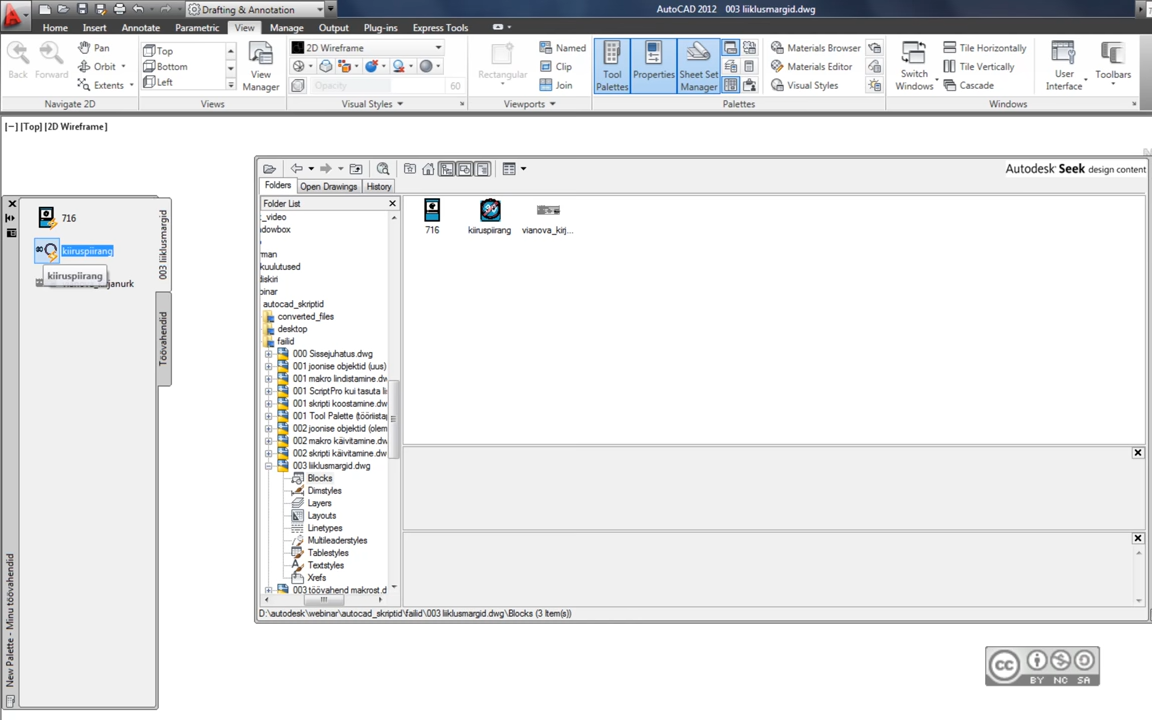 Drafting & Annotation
AutoCAD 2012 003 liiklusmargid.dwg
Home Insert Annotate Parametric View Manage Output Plug-ins Express Tools
Back
Forward
Pan
Orbit
Extents
Navigate 2D
Top
Bottom
Left
View Manager
Views
2D Wireframe
Opacity 60
Visual Styles
Rectangular
Named
Clip
Join
Viewports
Tool Palettes
Properties
Sheet Set Manager
Materials Browser
Materials Editor
Visual Styles
Palettes
Switch Windows
Tile Horizontally
Tile Vertically
Cascade
User Interface
Toolbars
Windows
[−] [Top] [2D Wireframe]
716
kiiruspiirang
kiiruspiirang
003 liiklusmargid
Töövahendid
New Palette - Minu töövahendid
Autodesk Seek design content
Folders Open Drawings History
Folder List
_video
dowbox
man
kuulutused
diskiri
binar
autocad_skriptid
converted_files
desktop
failid
000 Sissejuhatus.dwg
001 joonise objektid (uus)
001 makro lindistamine.dw
001 ScriptPro kui tasuta li
001 skripti koostamine.dw
001 Tool Palette (tööriista
002 joonise objektid (olem
002 makro käivitamine.dw
002 skripti käivitamine.dw
003 liiklusmargid.dwg
Blocks
Dimstyles
Layers
Layouts
Linetypes
Multileaderstyles
Tablestyles
Textstyles
Xrefs
003 töövahend makrost.d
716
kiiruspiirang
vianova_kirj...
D:\autodesk\webinar\autocad_skriptid\failid\003 liiklusmargid.dwg\Blocks (3 Item(s))
CC BY NC SA